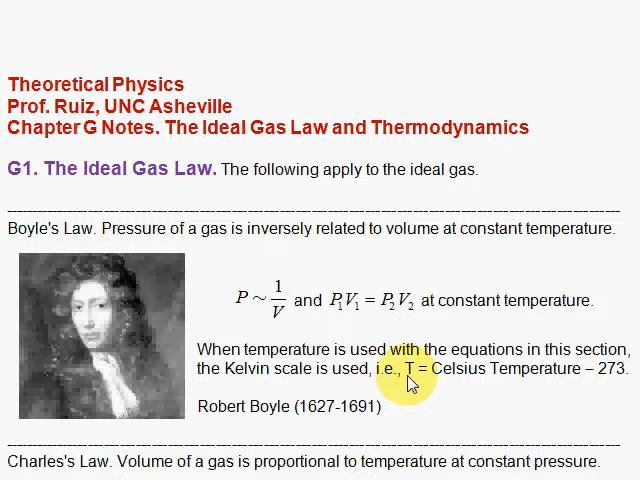 Theoretical Physics
Prof. Ruiz, UNC Asheville
Chapter G Notes. The Ideal Gas Law and Thermodynamics
G1. The Ideal Gas Law. The following apply to the ideal gas.
Boyle's Law. Pressure of a gas is inversely related to volume at constant temperature.
P ~ 1/V and P₁V₁ = P₂V₂ at constant temperature.
When temperature is used with the equations in this section,
the Kelvin scale is used, i.e., T = Celsius Temperature – 273.
Robert Boyle (1627-1691)
Charles's Law. Volume of a gas is proportional to temperature at constant pressure.